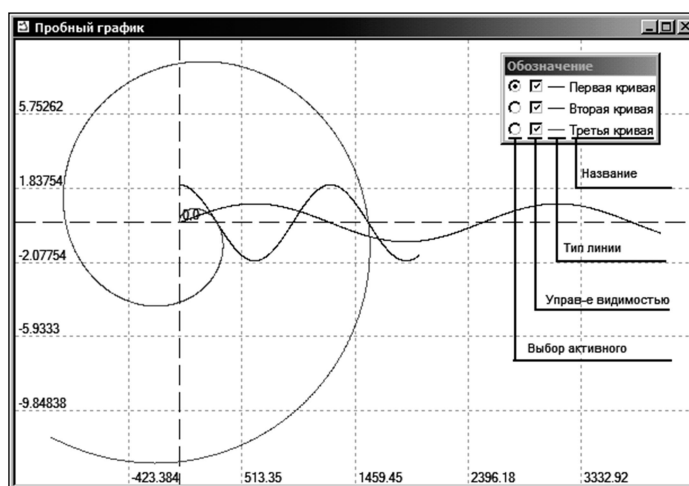 Пробный график
Обозначение
Первая кривая
Вторая кривая
Третья кривая
Название
Тип линии
Управ-е видимостью
Выбор активного
5.75262
1.83754
0.0
-2.07754
-5.9333
-9.84838
-423.384
513.35
1459.45
2396.18
3332.92